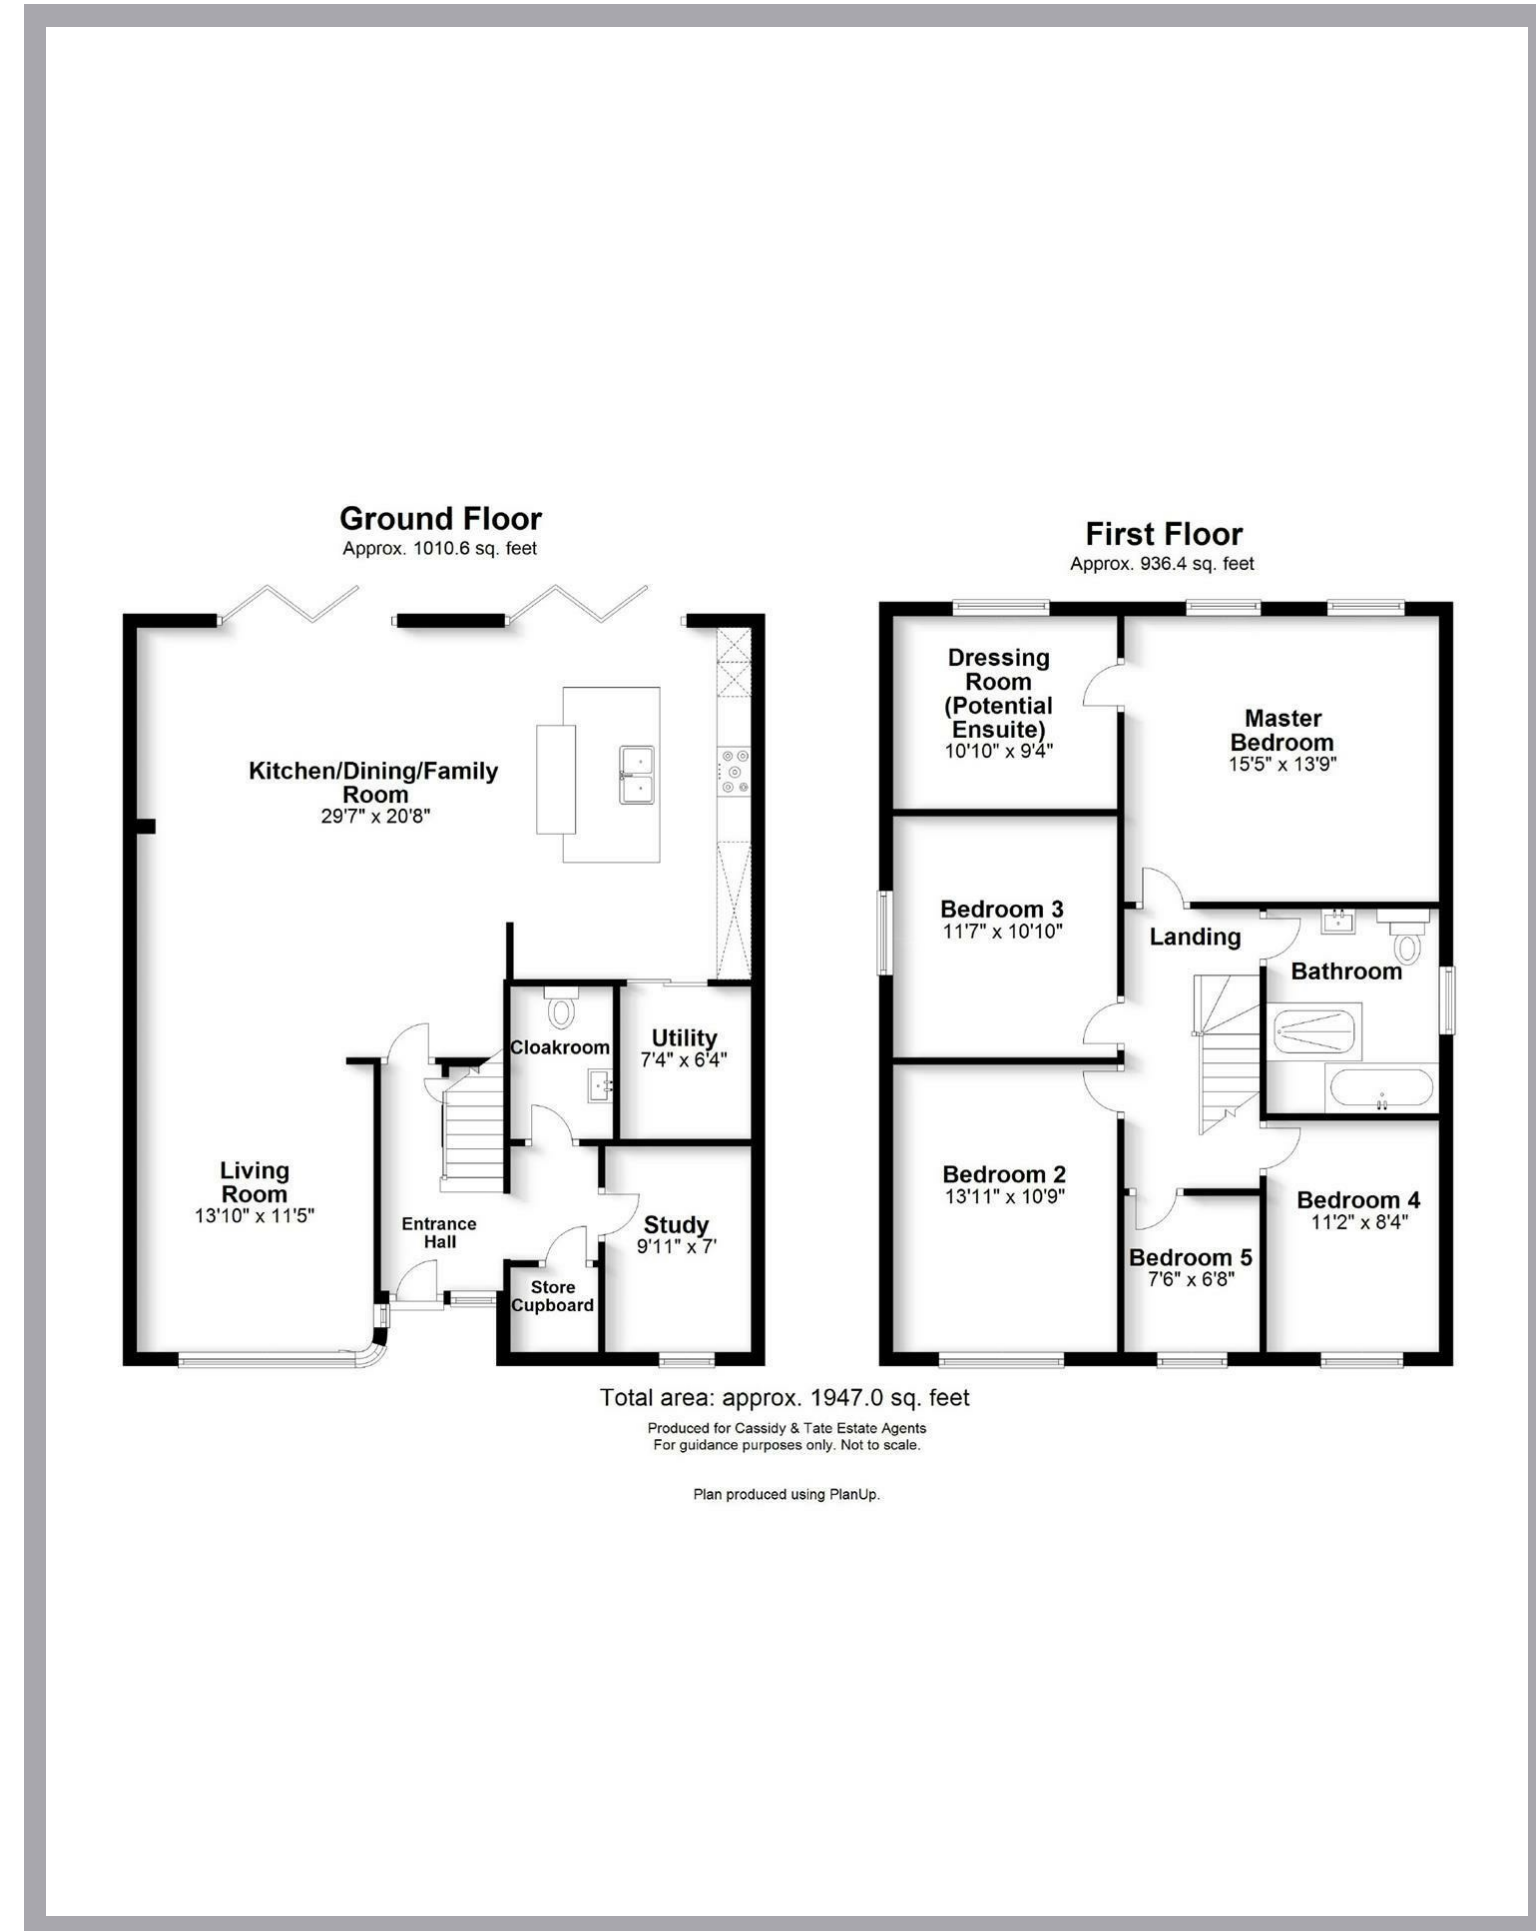 Ground Floor
Approx. 1010.6 sq. feet
Kitchen/Dining/Family
Room
29'7" x 20'8"
Cloakroom
Utility
7'4" x 6'4"
Living
Room
13'10" x 11'5"
Entrance
Hall
Study
9'11" x 7'
Store
Cupboard
First Floor
Approx. 936.4 sq. feet
Dressing
Room
(Potential
Ensuite)
10'10" x 9'4"
Master
Bedroom
15'5" x 13'9"
Bedroom 3
11'7" x 10'10"
Landing
Bathroom
Bedroom 2
13'11" x 10'9"
Bedroom 4
11'2" x 8'4"
Bedroom 5
7'6" x 6'8"
Total area: approx. 1947.0 sq. feet
Produced for Cassidy & Tate Estate Agents
For guidance purposes only. Not to scale.
Plan produced using PlanUp.